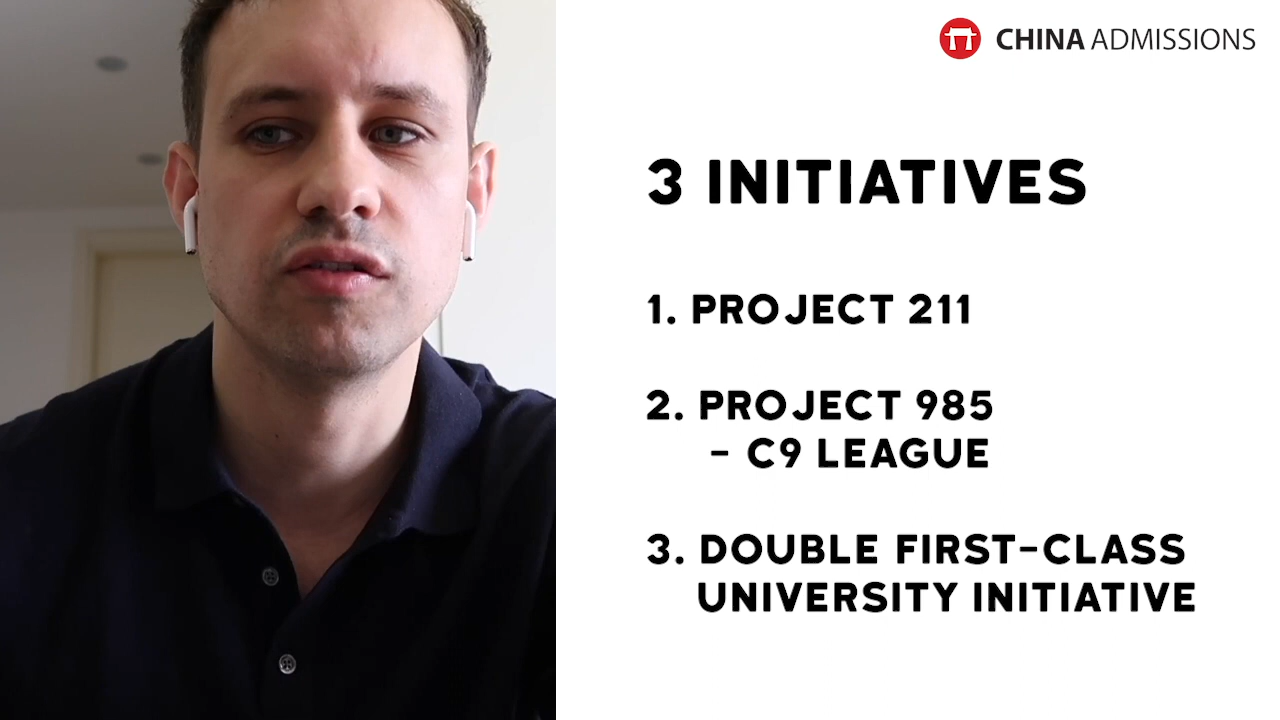 CHINA ADMISSIONS
3 INITIATIVES
1. PROJECT 211
2. PROJECT 985
- C9 LEAGUE
3. DOUBLE FIRST-CLASS
UNIVERSITY INITIATIVE